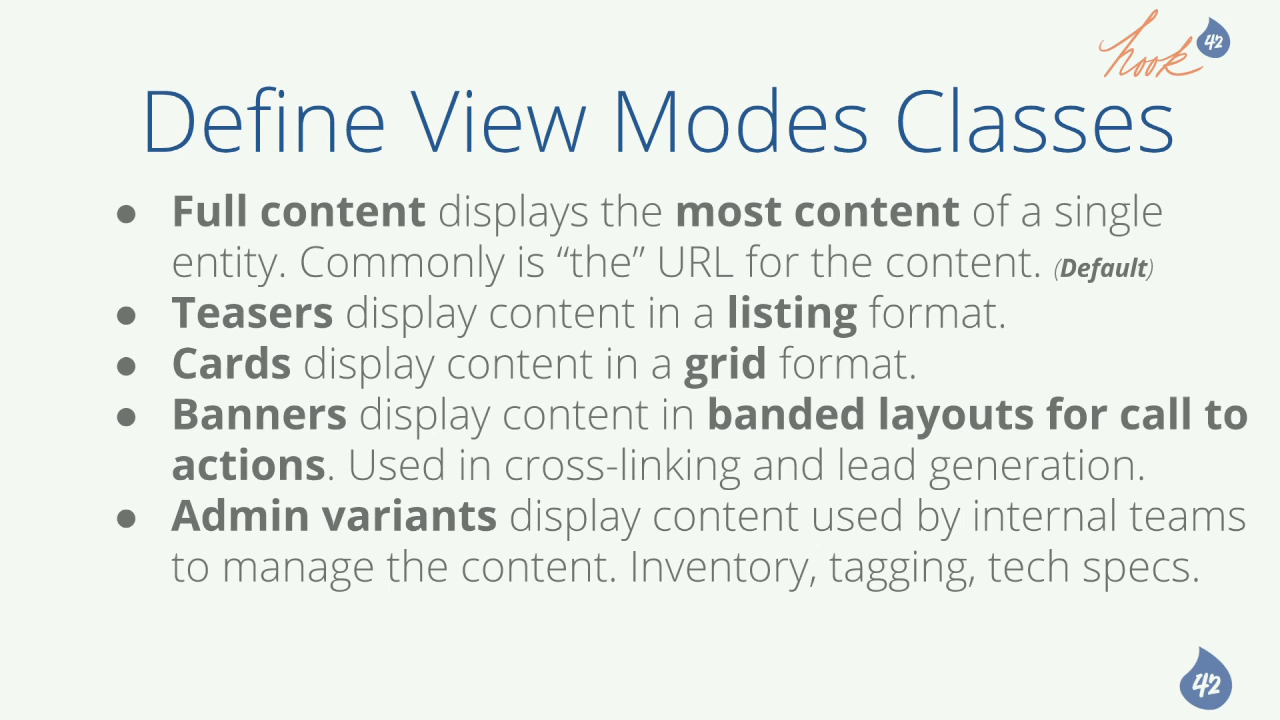 hook 42
Define View Modes Classes
● Full content displays the most content of a single
entity. Commonly is “the” URL for the content. (Default)
● Teasers display content in a listing format.
● Cards display content in a grid format.
● Banners display content in banded layouts for call to
actions. Used in cross-linking and lead generation.
● Admin variants display content used by internal teams
to manage the content. Inventory, tagging, tech specs.
42